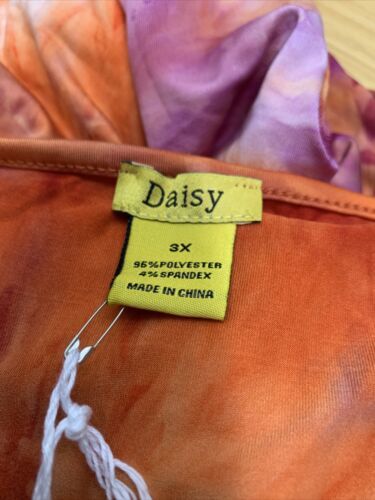 Daisy
3X
96%POLYESTER
4%SPANDEX
MADE IN CHINA